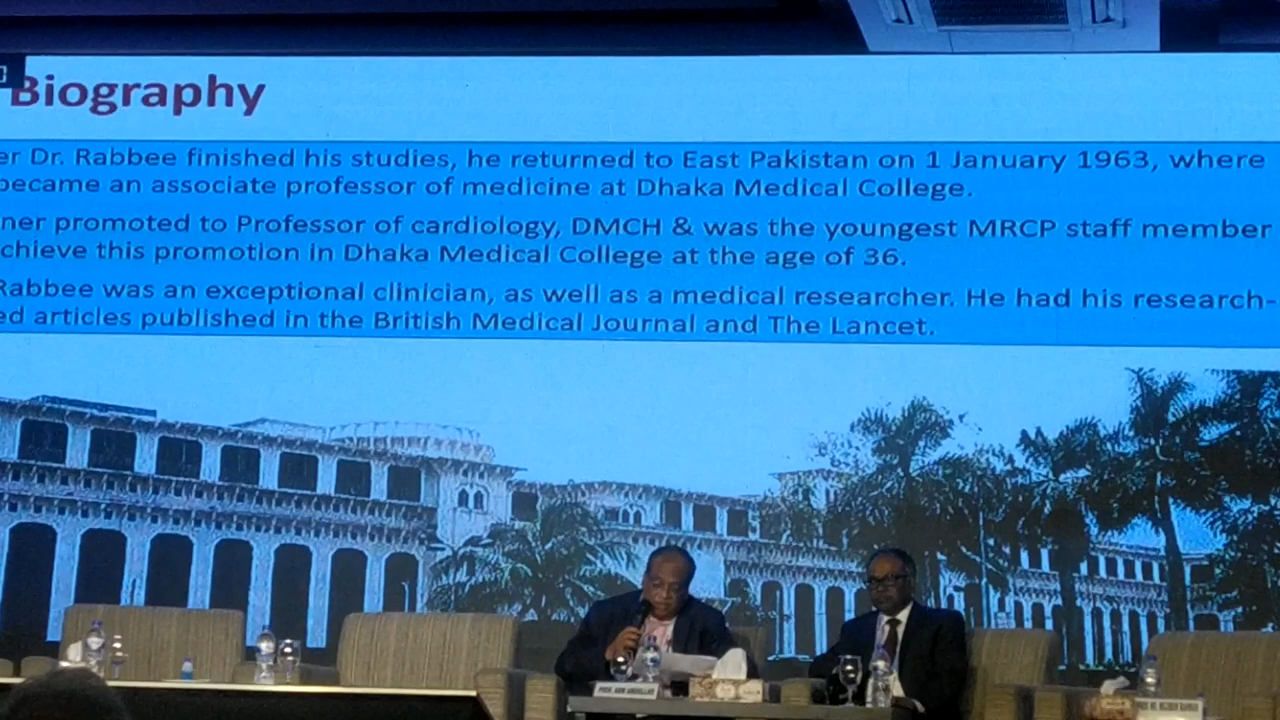 Biography
er Dr. Rabbee finished his studies, he returned to East Pakistan on 1 January 1963, where
became an associate professor of medicine at Dhaka Medical College.
ner promoted to Professor of cardiology, DMCH & was the youngest MRCP staff member
chieve this promotion in Dhaka Medical College at the age of 36.
Rabbee was an exceptional clinician, as well as a medical researcher. He had his research-
ed articles published in the British Medical Journal and The Lancet.
PROF. ABM ABDULLAH